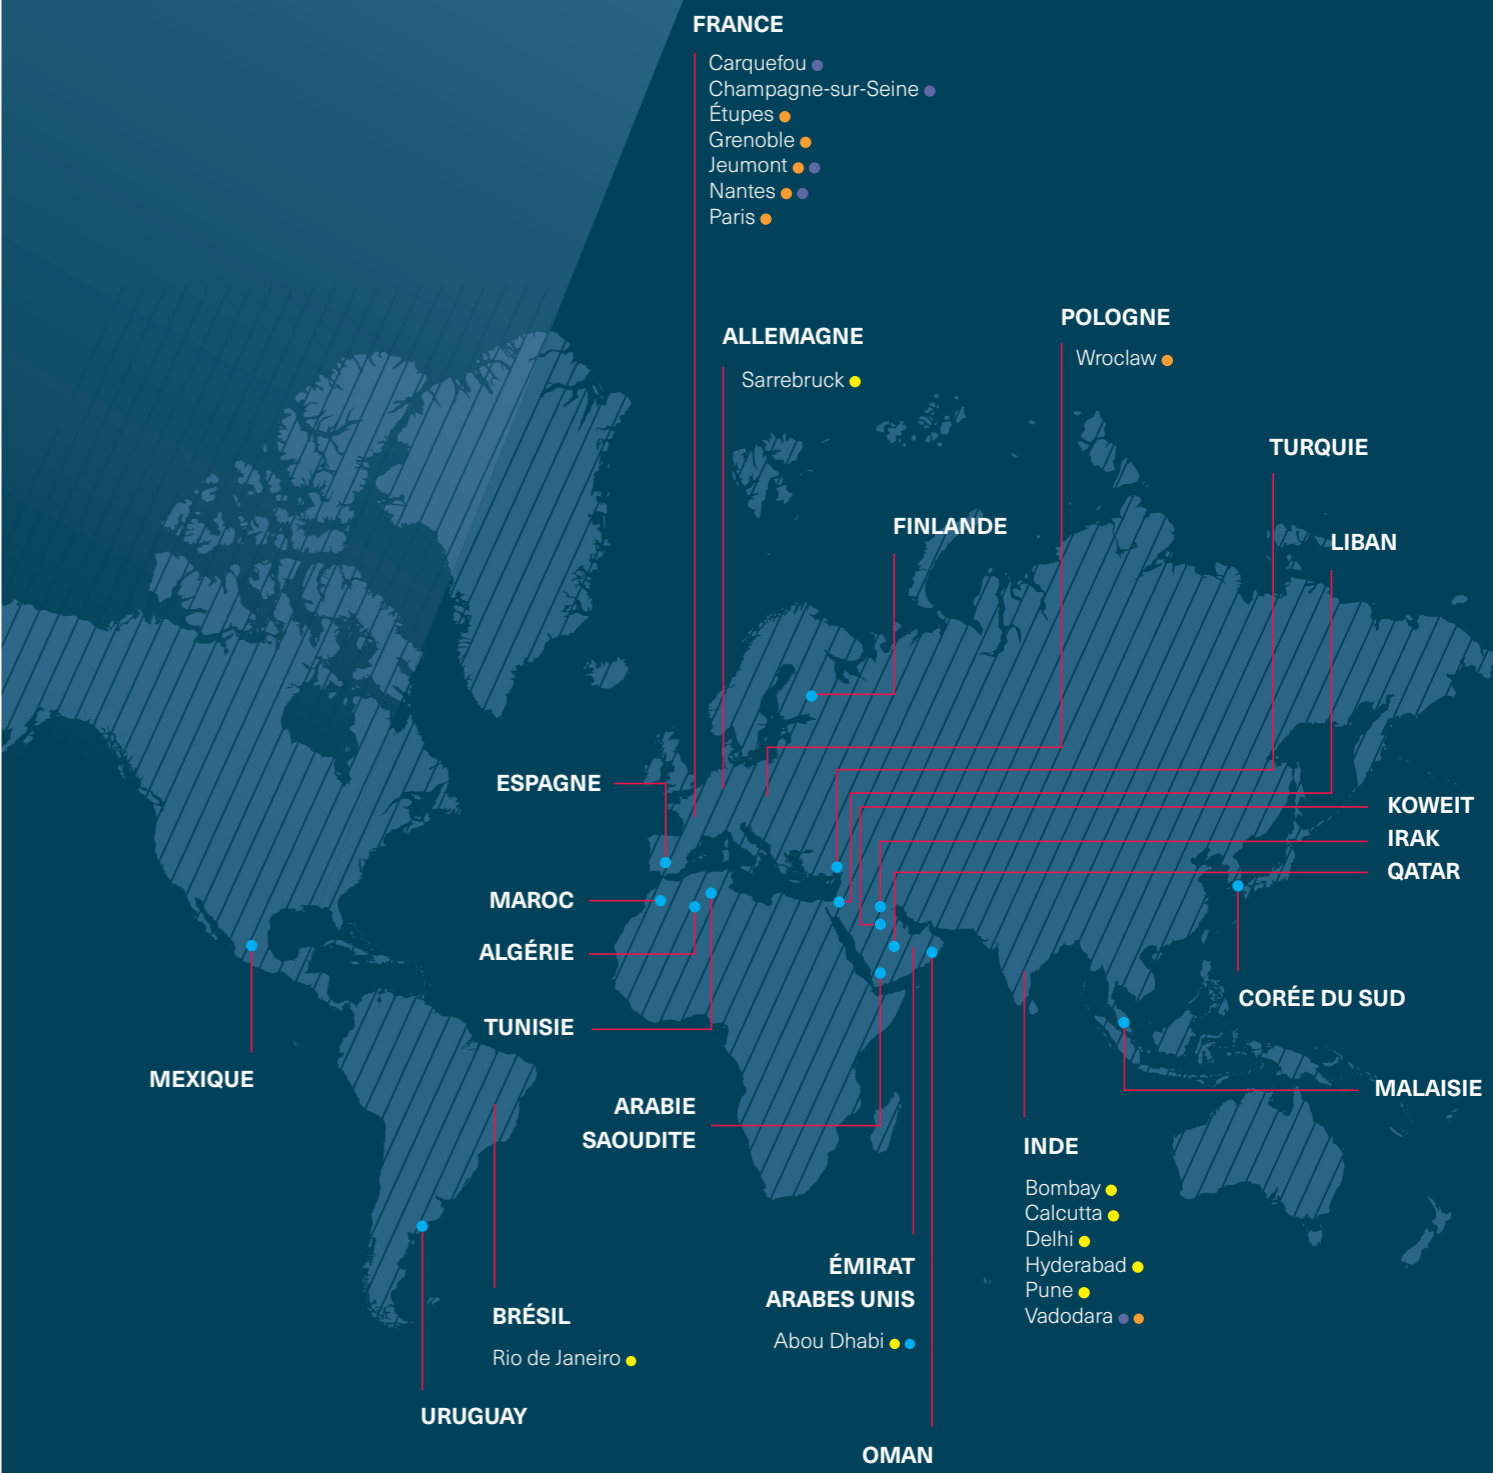 FRANCE
Carquefou
Champagne-sur-Seine
Étupes
Grenoble
Jeumont
Nantes
Paris
ALLEMAGNE
Sarrebruck
POLOGNE
Wroclaw
TURQUIE
FINLANDE
LIBAN
ESPAGNE
KOWEIT
IRAK
QATAR
MAROC
ALGÉRIE
TUNISIE
CORÉE DU SUD
MEXIQUE
MALAISIE
ARABIE
SAOUDITE
INDE
Bombay
Calcutta
Delhi
Hyderabad
Pune
Vadodara
ÉMIRAT
ARABES UNIS
Abou Dhabi
BRÉSIL
Rio de Janeiro
URUGUAY
OMAN